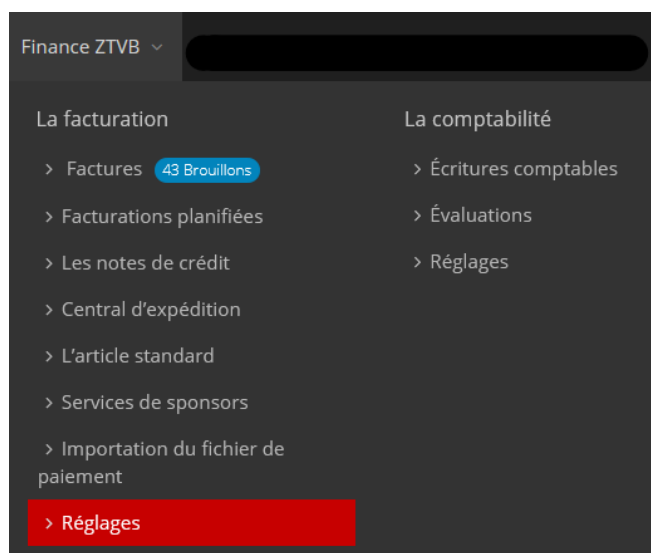 Finance ZTVB
La facturation
Factures 43 Brouillons
Facturations planifiées
Les notes de crédit
Central d'expédition
L'article standard
Services de sponsors
Importation du fichier de
paiement
Réglages
La comptabilité
Écritures comptables
Évaluations
Réglages